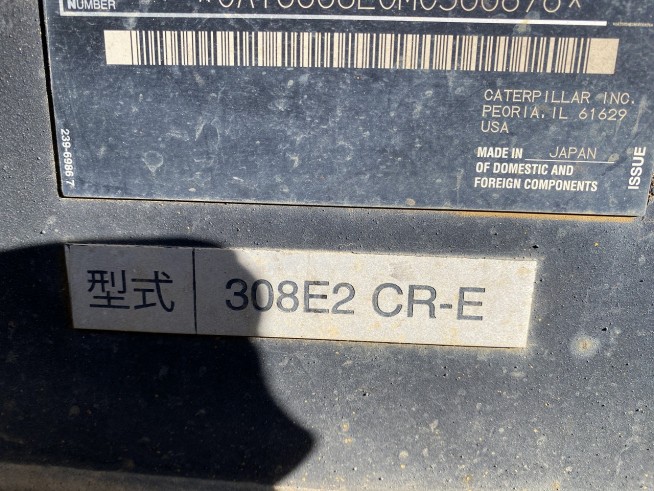 NUMBER
CATERPILLAR INC.
PEORIA, IL 61629
USA
MADE IN JAPAN
OF DOMESTIC AND
FOREIGN COMPONENTS
ISSUE
239-6986 7
型式 308E2 CR-E